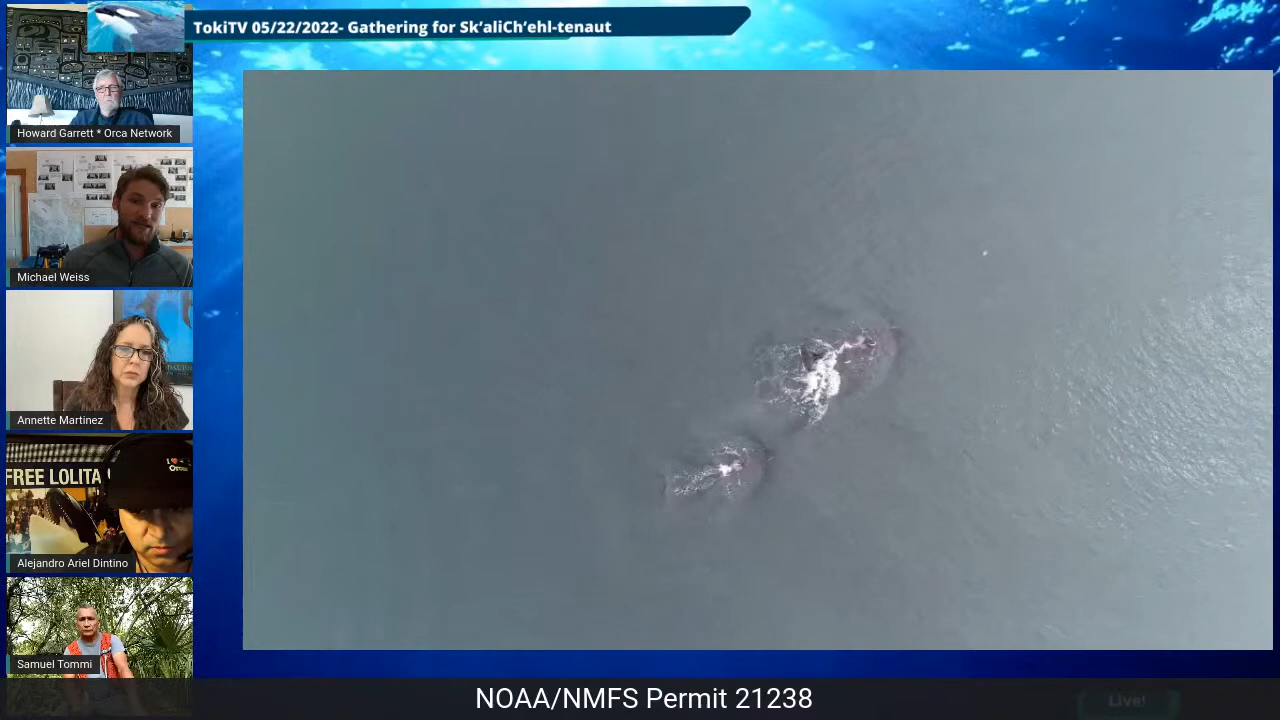 TokiTV 05/22/2022- Gathering for Sk'aliCh'ehl-tenaut
Howard Garrett * Orca Network
Michael Weiss
Annette Martinez
FREE LOLITA
Alejandro Ariel Dintino
Samuel Tommi
NOAA/NMFS Permit 21238
Live!